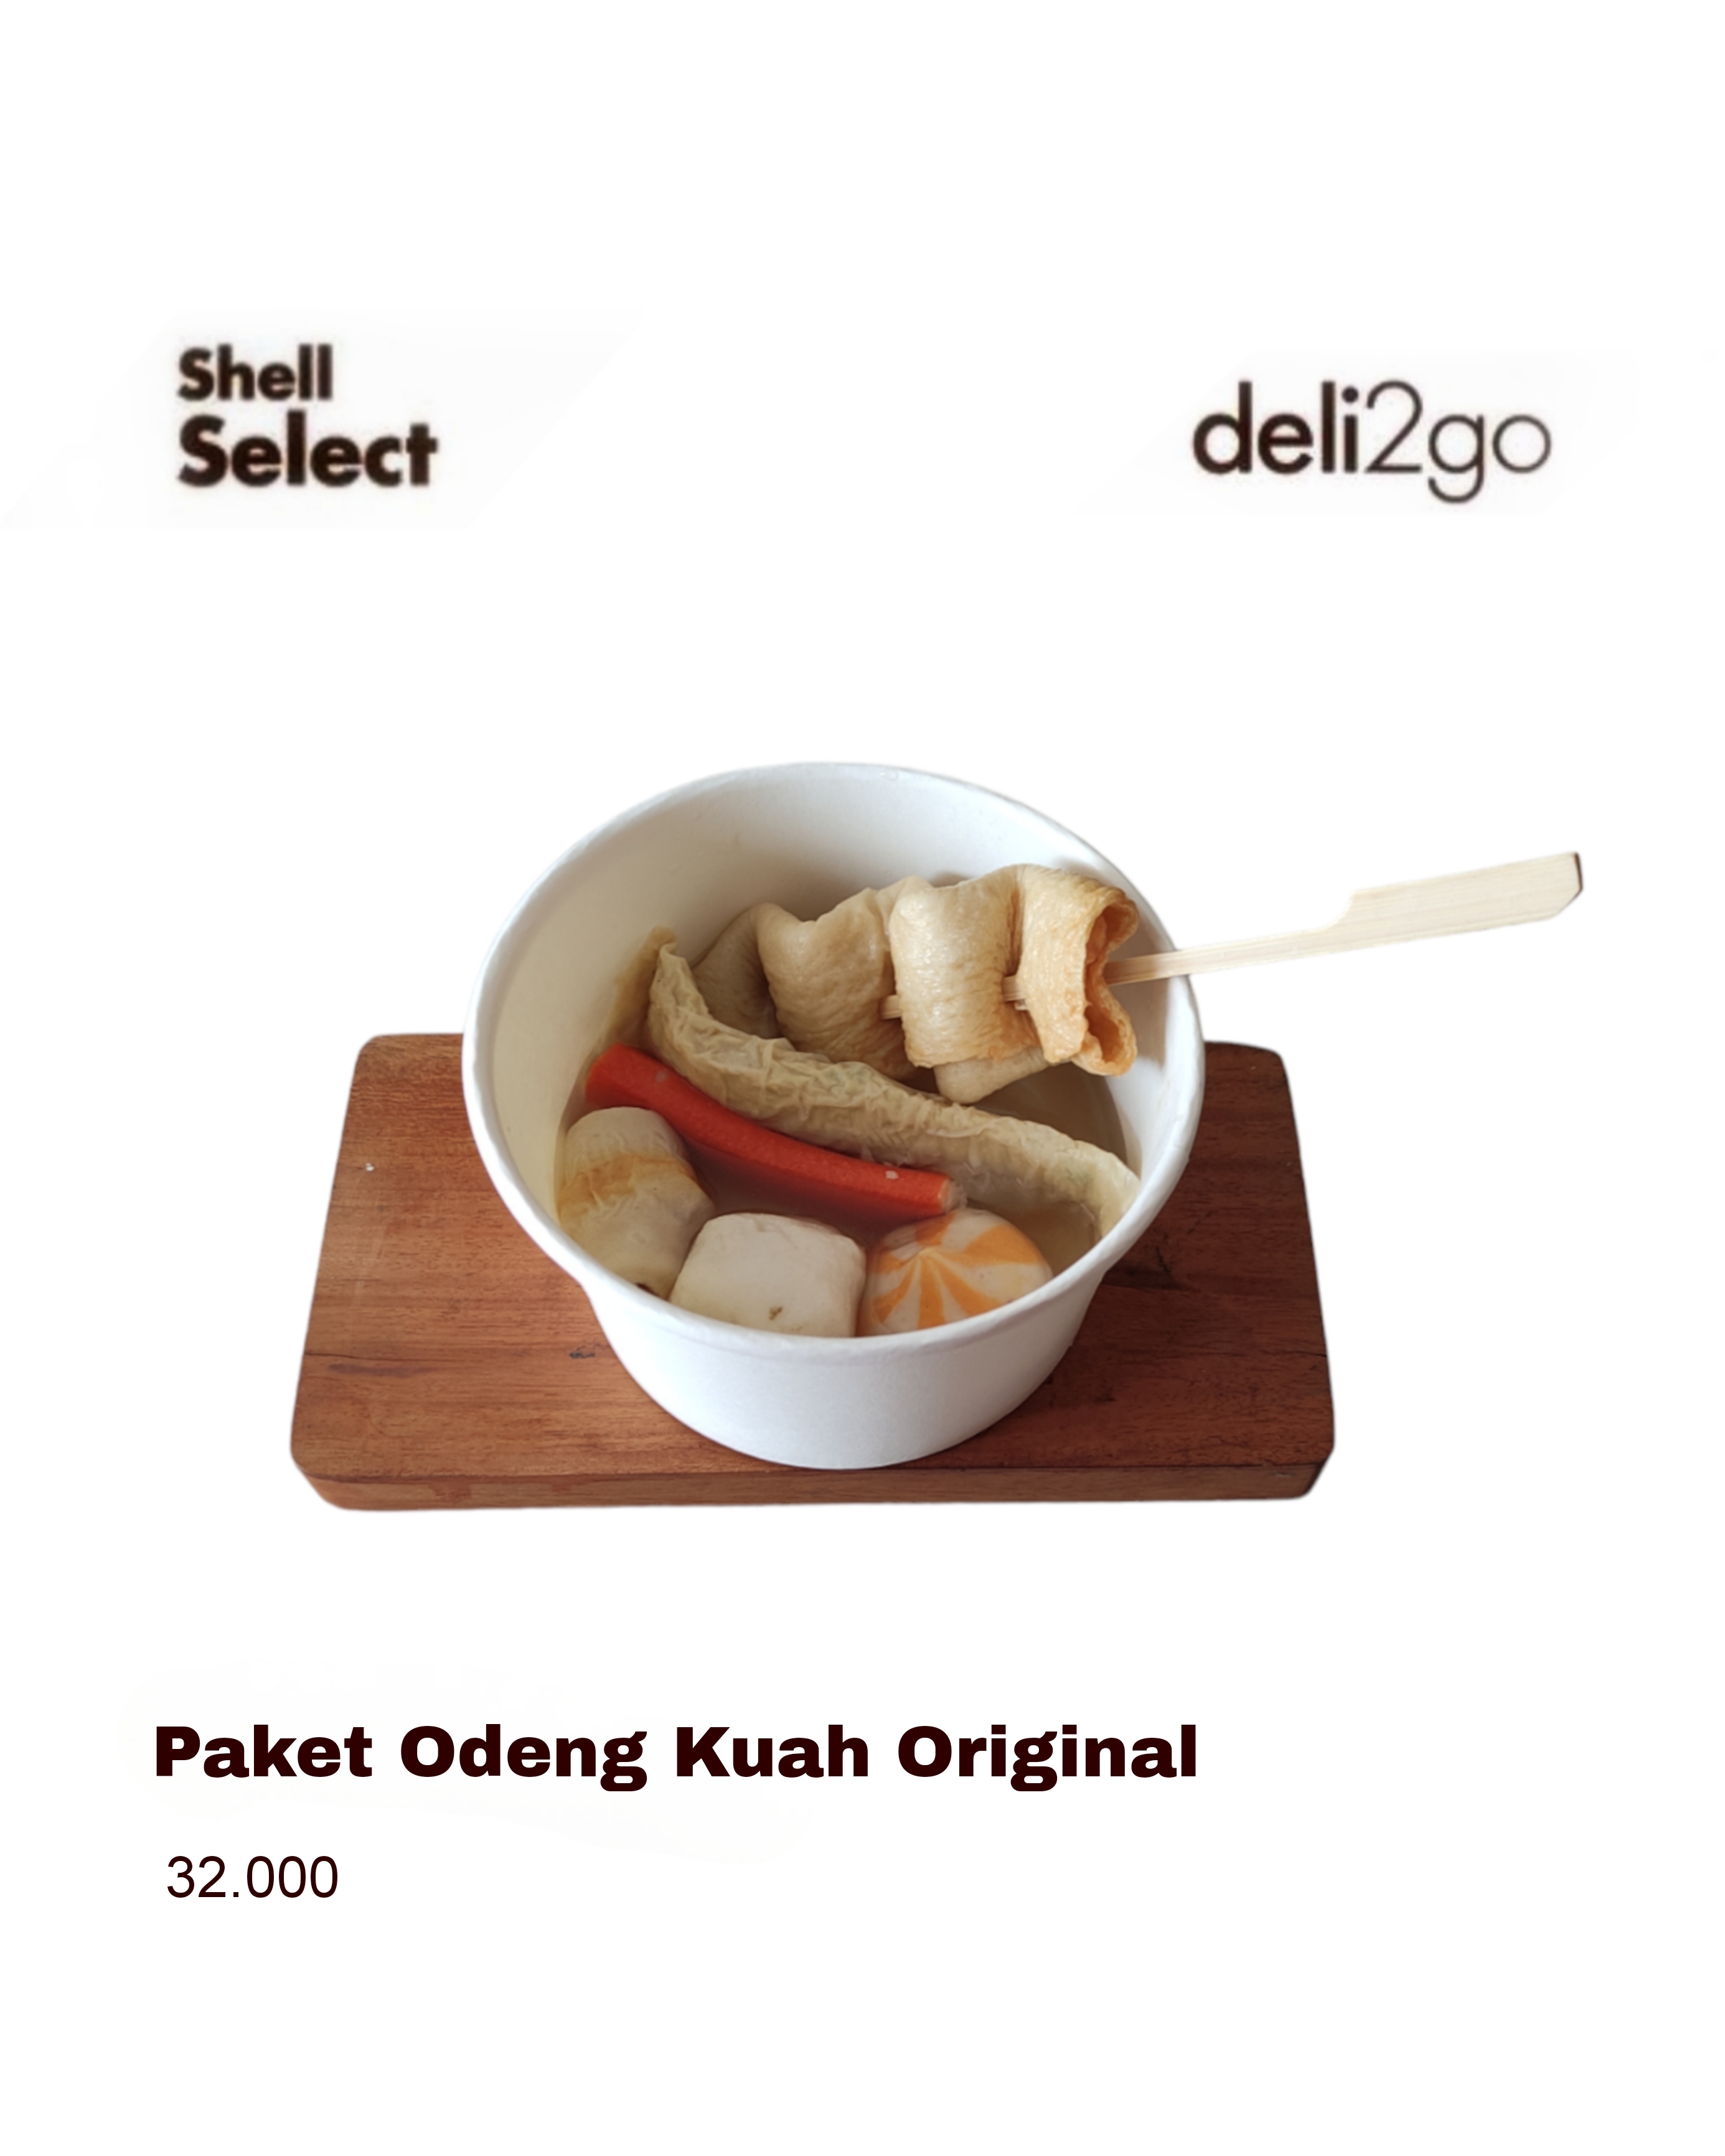 Shell
Select
deli2go
Paket Odeng Kuah Original
32.000